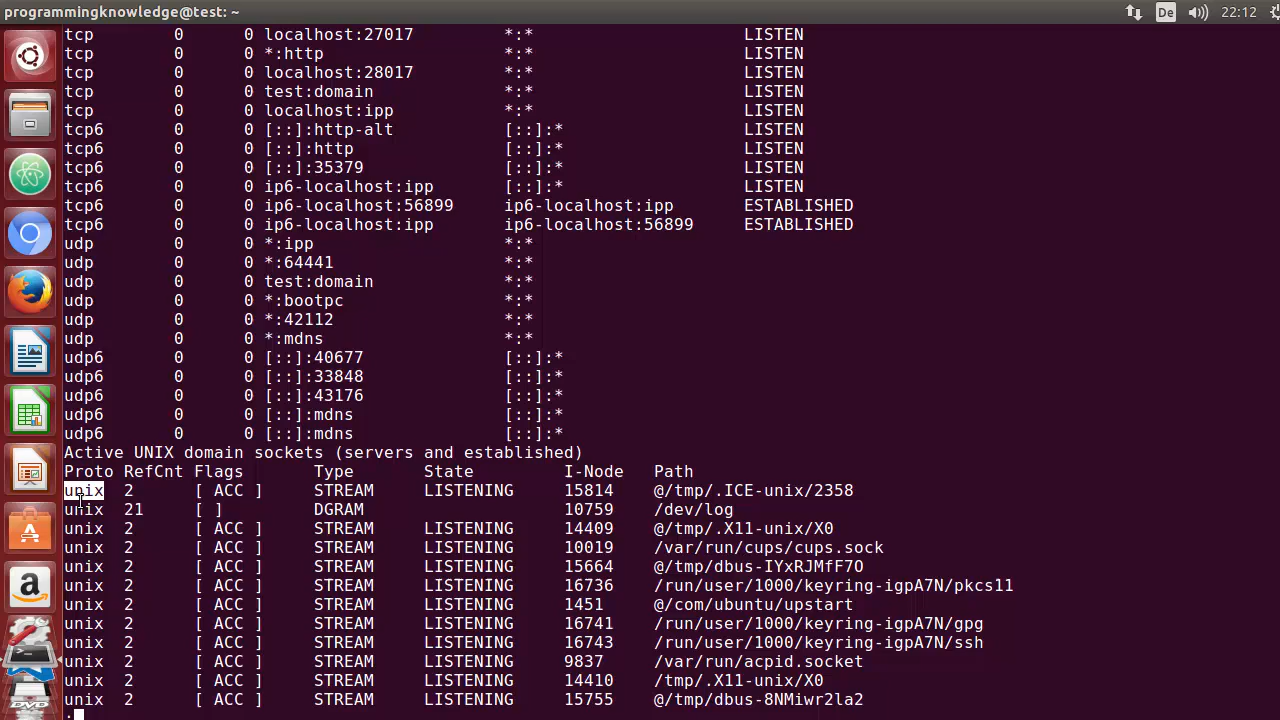 programmingknowledge@test: ~ De 22:12
tcp 0 0 localhost:27017 *:* LISTEN
tcp 0 0 *:http *:* LISTEN
tcp 0 0 localhost:28017 *:* LISTEN
tcp 0 0 test:domain *:* LISTEN
tcp 0 0 localhost:ipp *:* LISTEN
tcp6 0 0 [::]:http-alt [::]:* LISTEN
tcp6 0 0 [::]:http [::]:* LISTEN
tcp6 0 0 [::]:35379 [::]:* LISTEN
tcp6 0 0 ip6-localhost:ipp [::]:* LISTEN
tcp6 0 0 ip6-localhost:56899 ip6-localhost:ipp ESTABLISHED
tcp6 0 0 ip6-localhost:ipp ip6-localhost:56899 ESTABLISHED
udp 0 0 *:ipp *:*
udp 0 0 *:64441 *:*
udp 0 0 test:domain *:*
udp 0 0 *:bootpc *:*
udp 0 0 *:42112 *:*
udp 0 0 *:mdns *:*
udp6 0 0 [::]:40677 [::]:*
udp6 0 0 [::]:33848 [::]:*
udp6 0 0 [::]:43176 [::]:*
udp6 0 0 [::]:mdns [::]:*
udp6 0 0 [::]:mdns [::]:*
Active UNIX domain sockets (servers and established)
Proto RefCnt Flags Type State I-Node Path
unix 2 [ ACC ] STREAM LISTENING 15814 @/tmp/.ICE-unix/2358
unix 21 [ ] DGRAM 10759 /dev/log
unix 2 [ ACC ] STREAM LISTENING 14409 @/tmp/.X11-unix/X0
unix 2 [ ACC ] STREAM LISTENING 10019 /var/run/cups/cups.sock
unix 2 [ ACC ] STREAM LISTENING 15664 @/tmp/dbus-IYxRJMfF7O
unix 2 [ ACC ] STREAM LISTENING 16736 /run/user/1000/keyring-igpA7N/pkcs11
unix 2 [ ACC ] STREAM LISTENING 1451 @/com/ubuntu/upstart
unix 2 [ ACC ] STREAM LISTENING 16741 /run/user/1000/keyring-igpA7N/gpg
unix 2 [ ACC ] STREAM LISTENING 16743 /run/user/1000/keyring-igpA7N/ssh
unix 2 [ ACC ] STREAM LISTENING 9837 /var/run/acpid.socket
unix 2 [ ACC ] STREAM LISTENING 14410 /tmp/.X11-unix/X0
unix 2 [ ACC ] STREAM LISTENING 15755 @/tmp/dbus-8NMiwr2la2
: